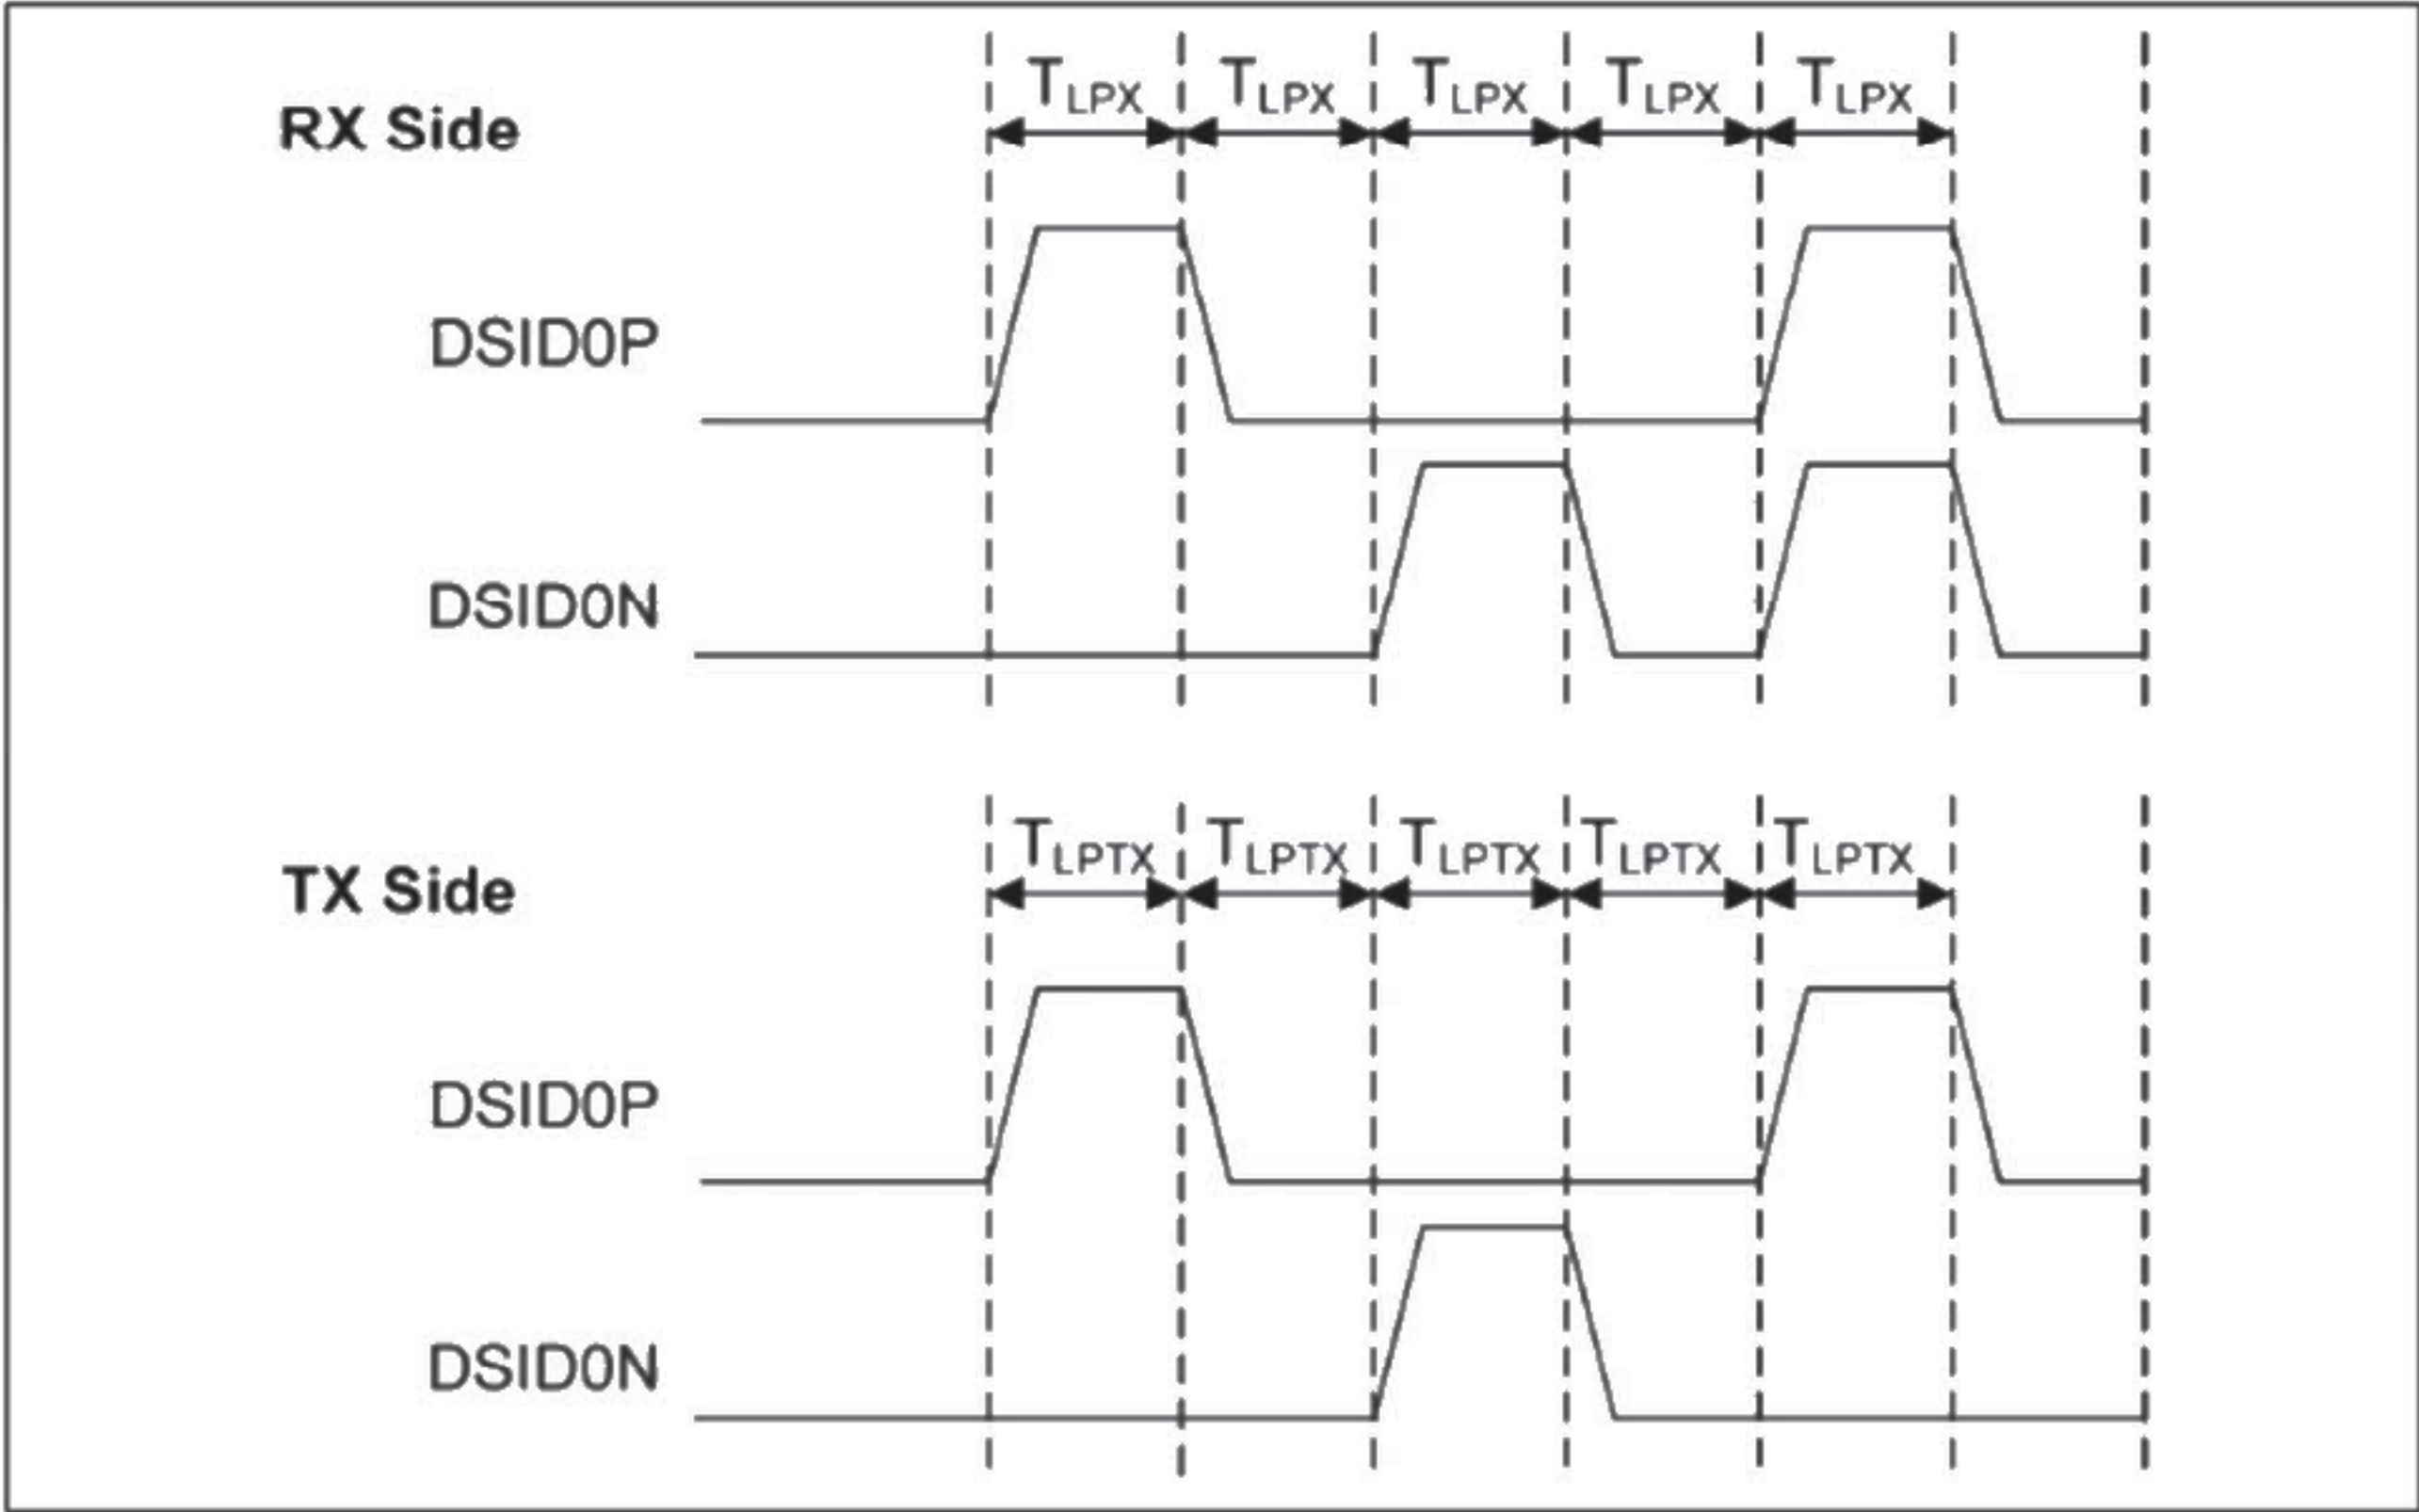 TLPX TLPX TLPX TLPX TLPX
RX Side
DSID0P
DSID0N
TLPTX TLPTX TLPTX TLPTX TLPTX
TX Side
DSID0P
DSID0N